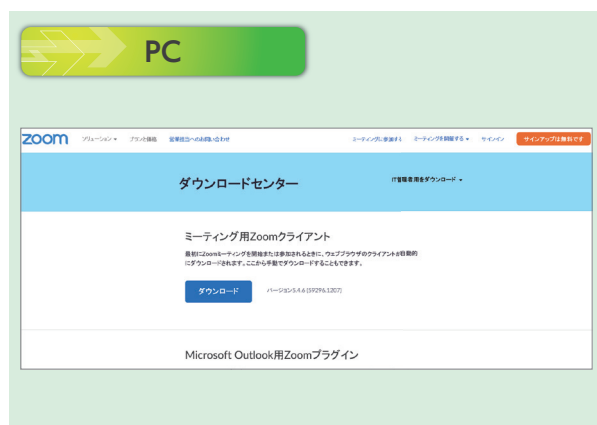 PC
zoom ソリューション プランと価格 営業担当へのお問い合わせ ミーティングに参加する ミーティングを開催する サインイン サインアップは無料です
ダウンロードセンター IT管理者用をダウンロード
ミーティング用Zoomクライアント
最初にZoomミーティングを開始または参加されるときに、ウェブブラウザのクライアントが自動的
にダウンロードされます。ここから手動でダウンロードすることもできます。
ダウンロード バージョン5.4.6 (59296.1207)
Microsoft Outlook用Zoomプラグイン